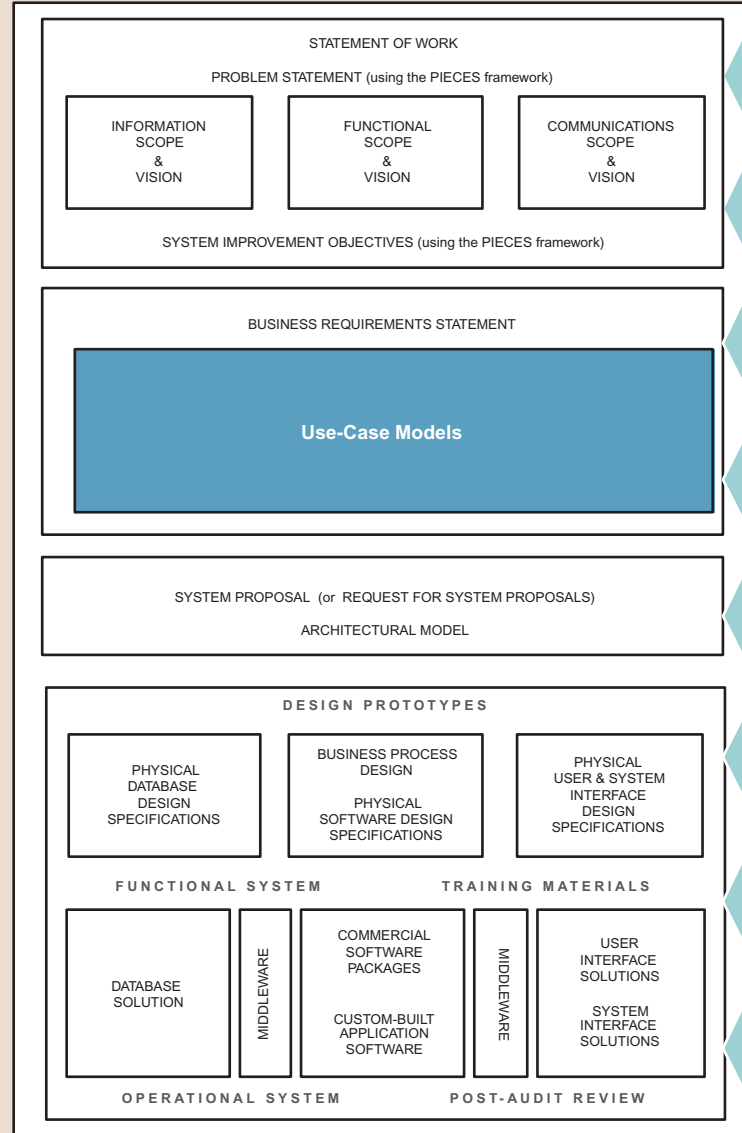 STATEMENT OF WORK
PROBLEM STATEMENT (using the PIECES framework)
INFORMATION
SCOPE
&
VISION
FUNCTIONAL
SCOPE
&
VISION
COMMUNICATIONS
SCOPE
&
VISION
SYSTEM IMPROVEMENT OBJECTIVES (using the PIECES framework)
BUSINESS REQUIREMENTS STATEMENT
Use-Case Models
SYSTEM PROPOSAL (or REQUEST FOR SYSTEM PROPOSALS)
ARCHITECTURAL MODEL
DESIGN PROTOTYPES
PHYSICAL
DATABASE
DESIGN
SPECIFICATIONS
BUSINESS PROCESS
DESIGN
PHYSICAL
SOFTWARE DESIGN
SPECIFICATIONS
PHYSICAL
USER & SYSTEM
INTERFACE
DESIGN
SPECIFICATIONS
FUNCTIONAL SYSTEM
TRAINING MATERIALS
DATABASE
SOLUTION
MIDDLEWARE
COMMERCIAL
SOFTWARE
PACKAGES
CUSTOM-BUILT
APPLICATION
SOFTWARE
MIDDLEWARE
USER
INTERFACE
SOLUTIONS
SYSTEM
INTERFACE
SOLUTIONS
OPERATIONAL SYSTEM
POST-AUDIT REVIEW